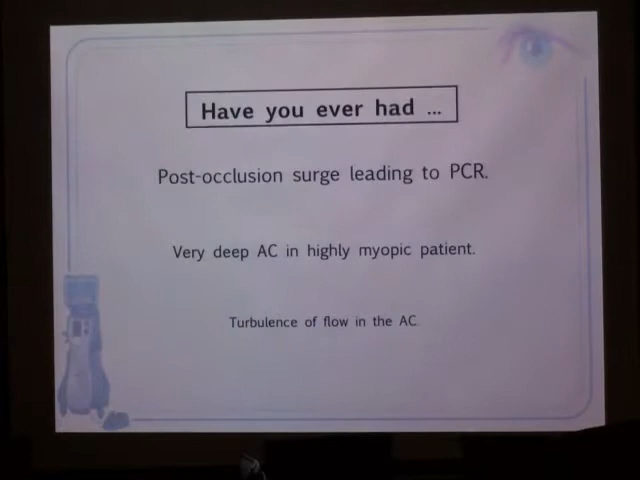 Have you ever had ...
Post-occlusion surge leading to PCR.
Very deep AC in highly myopic patient.
Turbulence of flow in the AC.